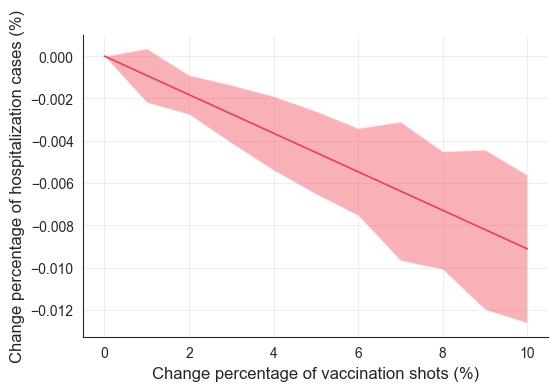 Change percentage of hospitalization cases (%)
0.000
−0.002
−0.004
−0.006
−0.008
−0.010
−0.012
0 2 4 6 8 10
Change percentage of vaccination shots (%)